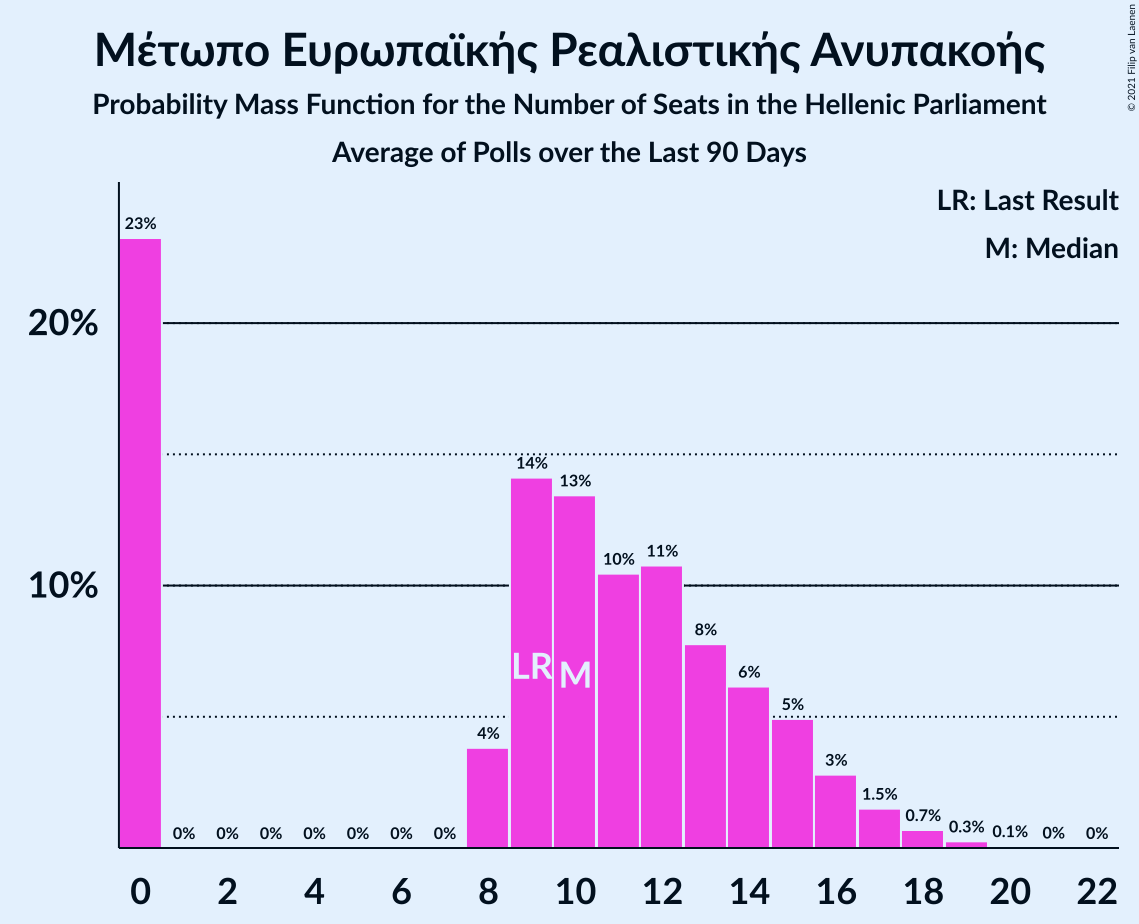 Μέτωπο Ευρωπαϊκής Ρεαλιστικής Ανυπακοής
Probability Mass Function for the Number of Seats in the Hellenic Parliament
Average of Polls over the Last 90 Days
© 2021 Filip van Laenen
LR: Last Result
M: Median
23%
20%
14%
13%
10%
11%
10%
8%
LR
M
6%
5%
4%
3%
1.5%
0.7%
0.3%
0.1%
0% 0% 0% 0% 0% 0% 0% 0% 0%
0 2 4 6 8 10 12 14 16 18 20 22